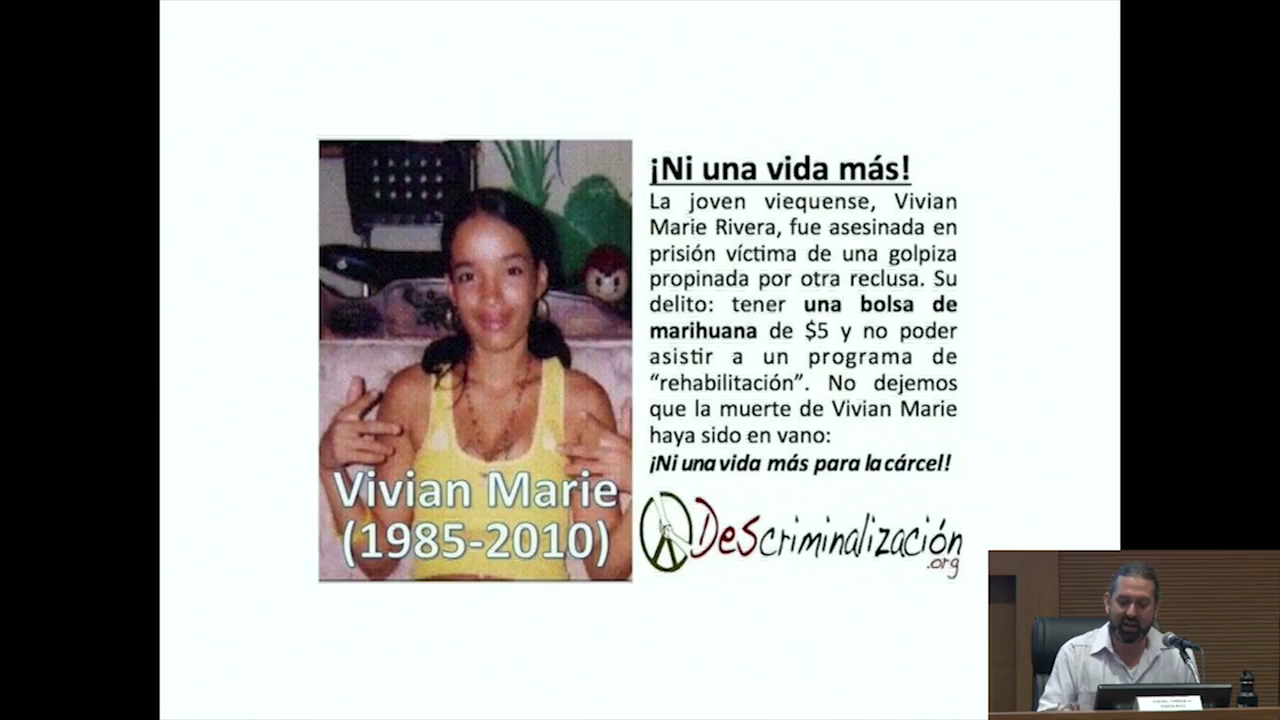 ¡Ni una vida más!
La joven viequense, Vivian
Marie Rivera, fue asesinada en
prisión víctima de una golpiza
propinada por otra reclusa. Su
delito: tener una bolsa de
marihuana de $5 y no poder
asistir a un programa de
“rehabilitación”. No dejemos
que la muerte de Vivian Marie
haya sido en vano:
¡Ni una vida más para la cárcel!
Vivian Marie
(1985-2010)
Descriminalización
.org